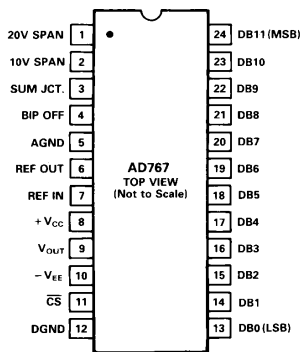 20V SPAN 1 24 DB11 (MSB)
10V SPAN 2 23 DB10
SUM JCT. 3 22 DB9
BIP OFF 4 21 DB8
AGND 5 20 DB7
REF OUT 6 AD767 19 DB6
REF IN 7 TOP VIEW 18 DB5
(Not to Scale)
+VCC 8 17 DB4
VOUT 9 16 DB3
−VEE 10 15 DB2
C̅S̅ 11 14 DB1
DGND 12 13 DB0 (LSB)